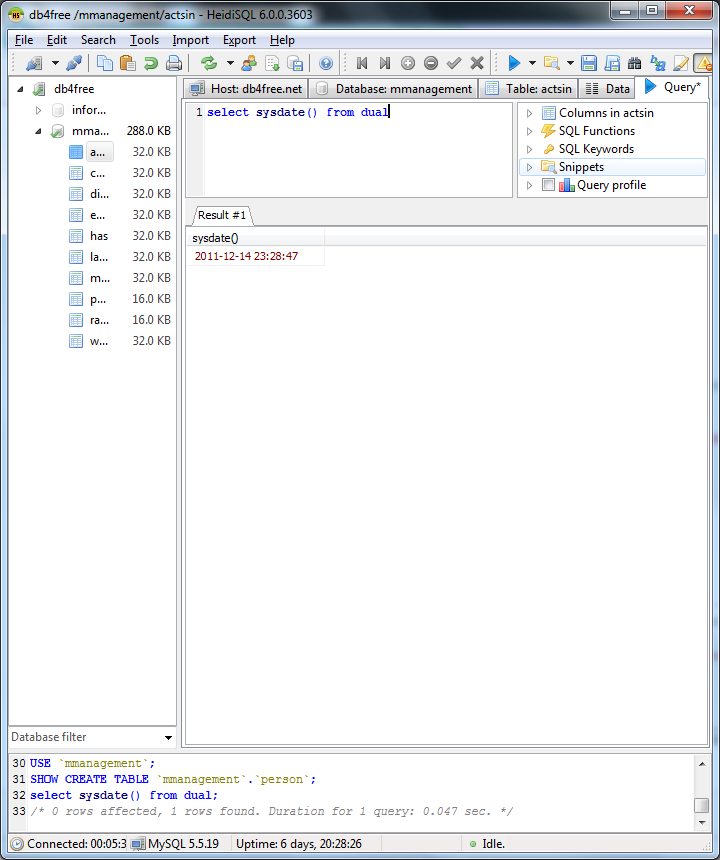 db4free /mmanagement/actsin - HeidiSQL 6.0.0.3603
File Edit Search Tools Import Export Help
db4free
infor...
mma... 288.0 KB
a... 32.0 KB
c... 32.0 KB
di... 32.0 KB
e... 32.0 KB
has 32.0 KB
la... 32.0 KB
m... 32.0 KB
p... 16.0 KB
ra... 16.0 KB
w... 32.0 KB
Database filter
Host: db4free.net Database: mmanagement Table: actsin Data Query*
1 select sysdate() from dual
Columns in actsin
SQL Functions
SQL Keywords
Snippets
Query profile
Result #1
sysdate()
2011-12-14 23:28:47
30 USE `mmanagement`;
31 SHOW CREATE TABLE `mmanagement`.`person`;
32 select sysdate() from dual;
33 /* 0 rows affected, 1 rows found. Duration for 1 query: 0.047 sec. */
Connected: 00:05:3 MySQL 5.5.19 Uptime: 6 days, 20:28:26 Idle.